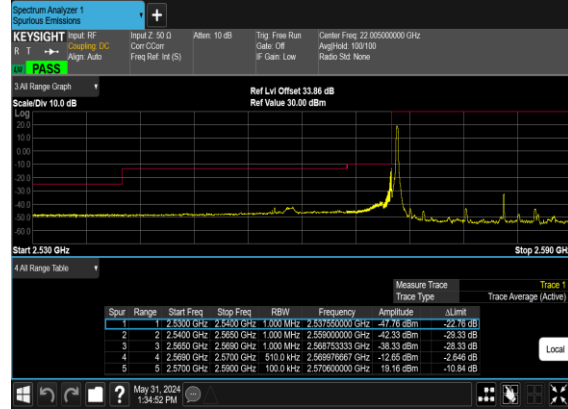 Spectrum Analyzer 1
Spurious Emissions
+
KEYSIGHT Input: RF Input Z: 50 Ω Atten: 10 dB Trig: Free Run Center Freq: 22.005000000 GHz
R T Coupling: DC Corr CCorr Gate: Off Avg|Hold: 100/100
Align: Auto Freq Ref: Int (S) IF Gain: Low Radio Std: None
PASS
3 All Range Graph
Ref Lvl Offset 33.86 dB
Scale/Div 10.0 dB Ref Value 30.00 dBm
Log
20.0
10.0
0.00
-10.0
-20.0
-30.0
-40.0
-50.0
-60.0
Start 2.530 GHz Stop 2.590 GHz
4 All Range Table
Measure Trace Trace 1
Trace Type Trace Average (Active)
Spur Range Start Freq Stop Freq RBW Frequency Amplitude ΔLimit
1 1 2.5300 GHz 2.5400 GHz 1.000 MHz 2.537550000 GHz -47.76 dBm -22.76 dB
2 2 2.5400 GHz 2.5650 GHz 1.000 MHz 2.559000000 GHz -42.33 dBm -29.33 dB
3 3 2.5650 GHz 2.5690 GHz 1.000 MHz 2.568753333 GHz -38.33 dBm -28.33 dB
4 4 2.5690 GHz 2.5700 GHz 510.0 kHz 2.569976667 GHz -12.65 dBm -2.646 dB
5 5 2.5700 GHz 2.5900 GHz 100.0 kHz 2.570600000 GHz 19.16 dBm -10.84 dB
Local
? May 31, 2024
1:34:52 PM